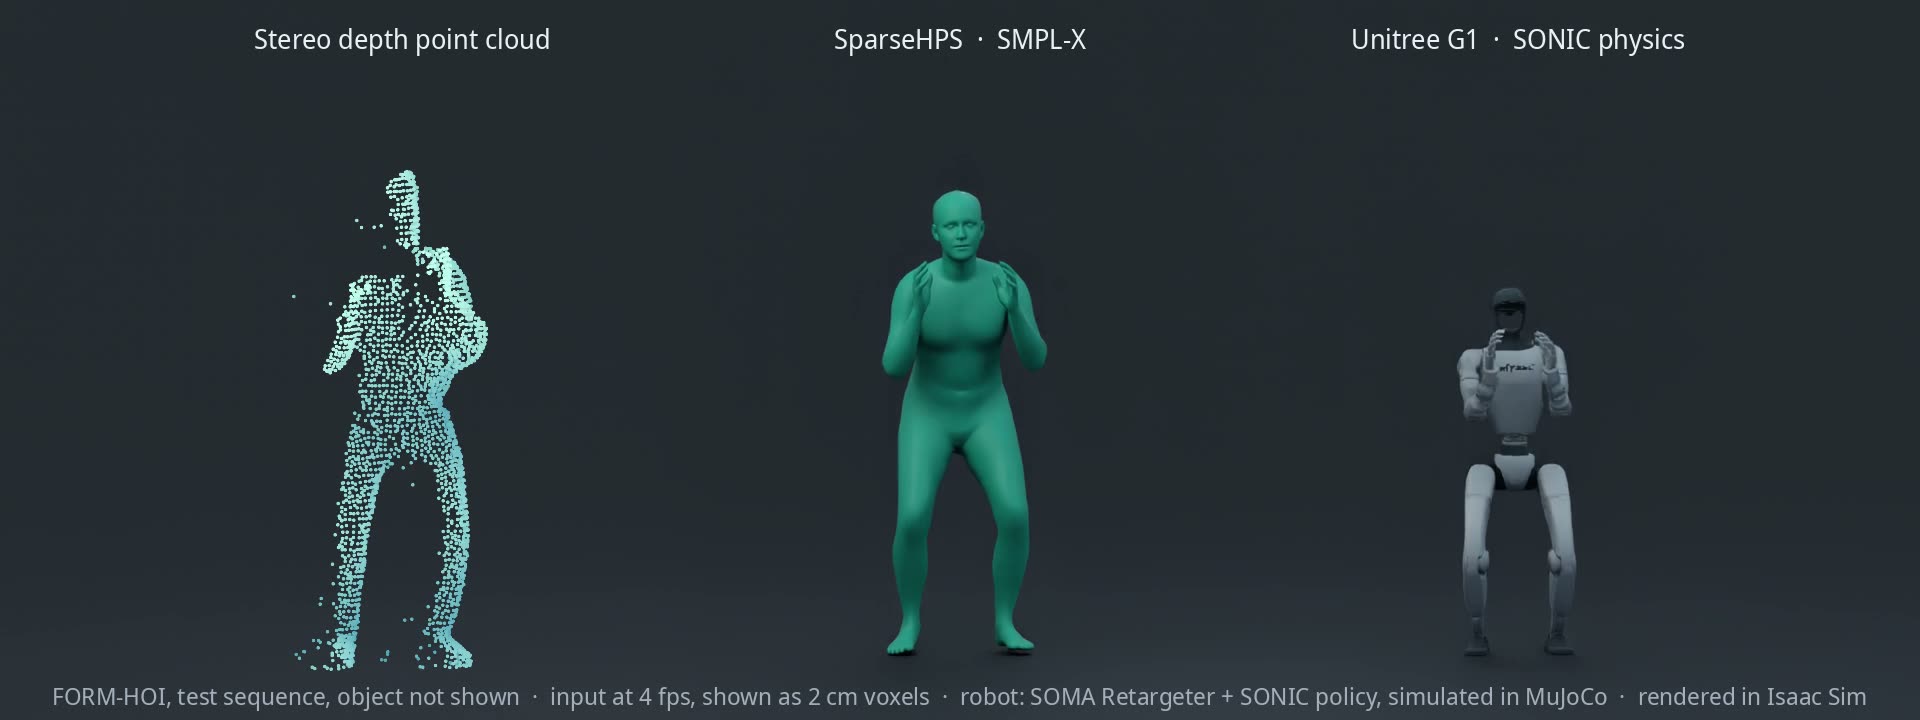 Stereo depth point cloud
SparseHPS · SMPL-X
Unitree G1 · SONIC physics
FORM-HOI, test sequence, object not shown · input at 4 fps, shown as 2 cm voxels · robot: SOMA Retargeter + SONIC policy, simulated in MuJoCo · rendered in Isaac Sim